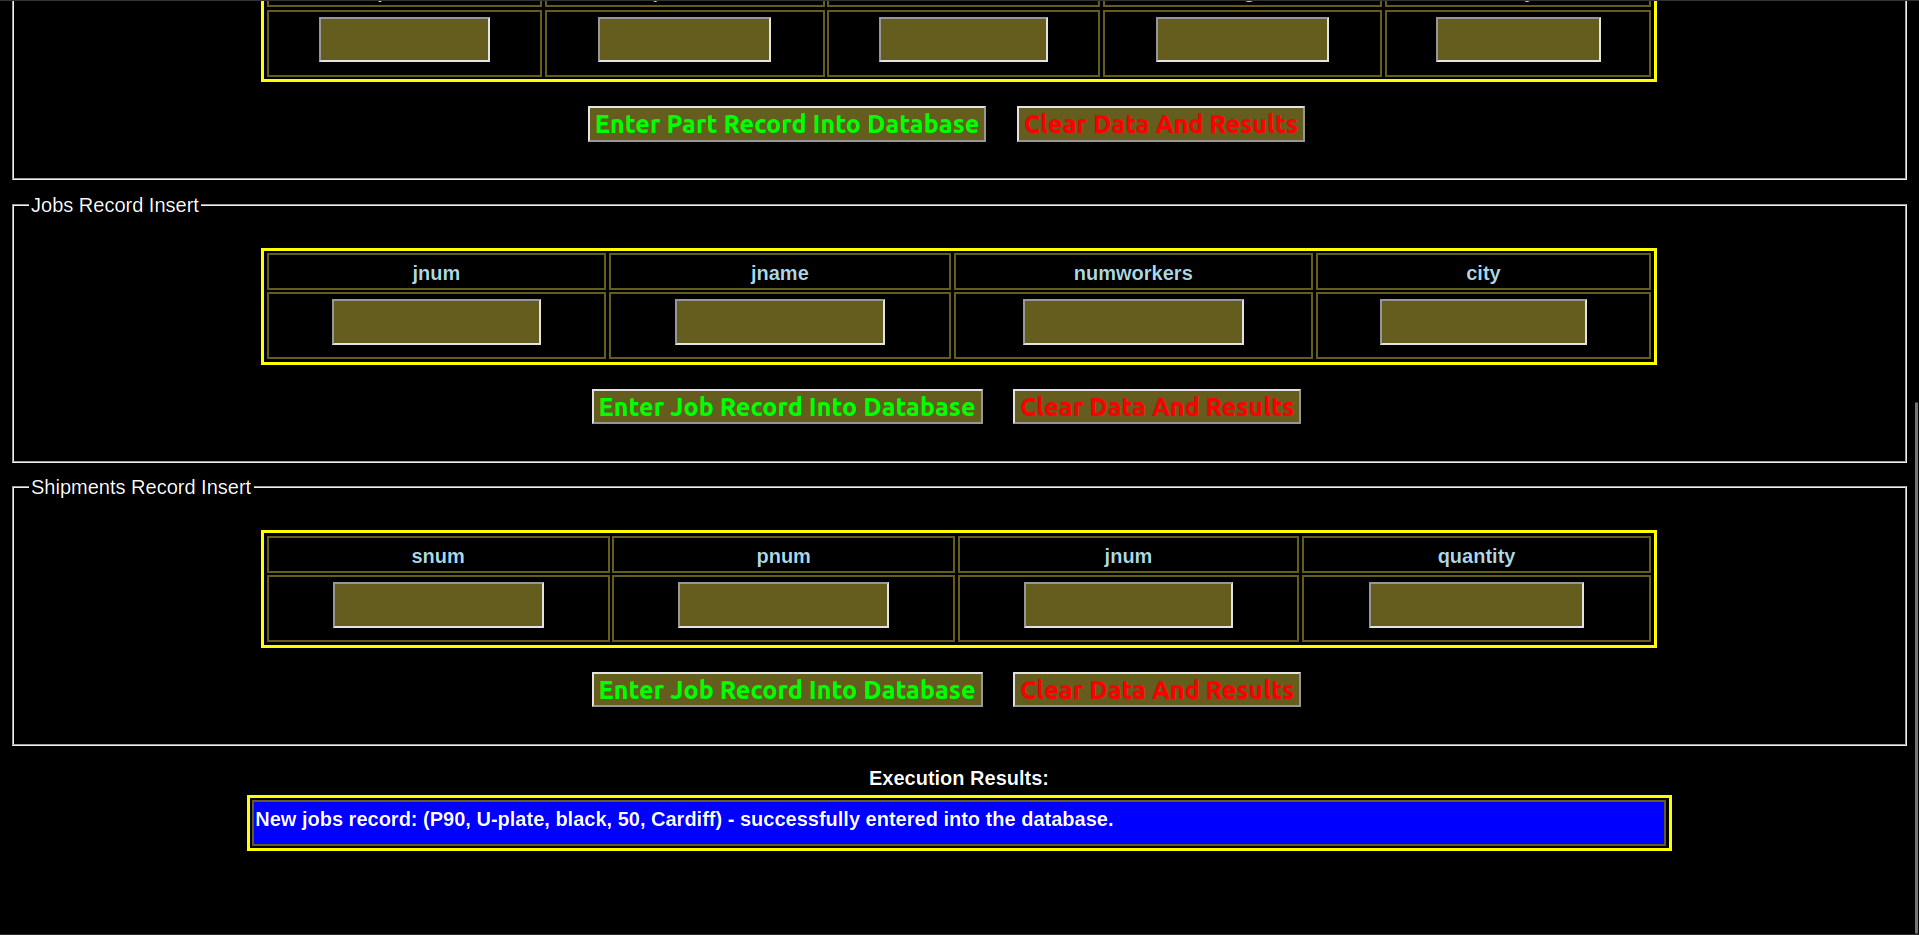 Enter Part Record Into Database Clear Data And Results
Jobs Record Insert
jnum jname numworkers city
Enter Job Record Into Database Clear Data And Results
Shipments Record Insert
snum pnum jnum quantity
Enter Job Record Into Database Clear Data And Results
Execution Results:
New jobs record: (P90, U-plate, black, 50, Cardiff) - successfully entered into the database.